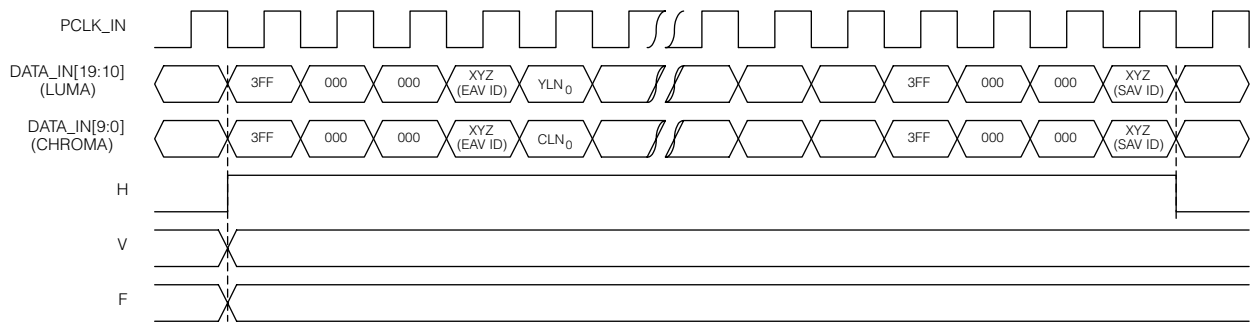 PCLK_IN
DATA_IN[19:10]
(LUMA)
3FF 000 000 XYZ (EAV ID) YLN0 3FF 000 000 XYZ (SAV ID)
DATA_IN[9:0]
(CHROMA)
3FF 000 000 XYZ (EAV ID) CLN0 3FF 000 000 XYZ (SAV ID)
H
V
F